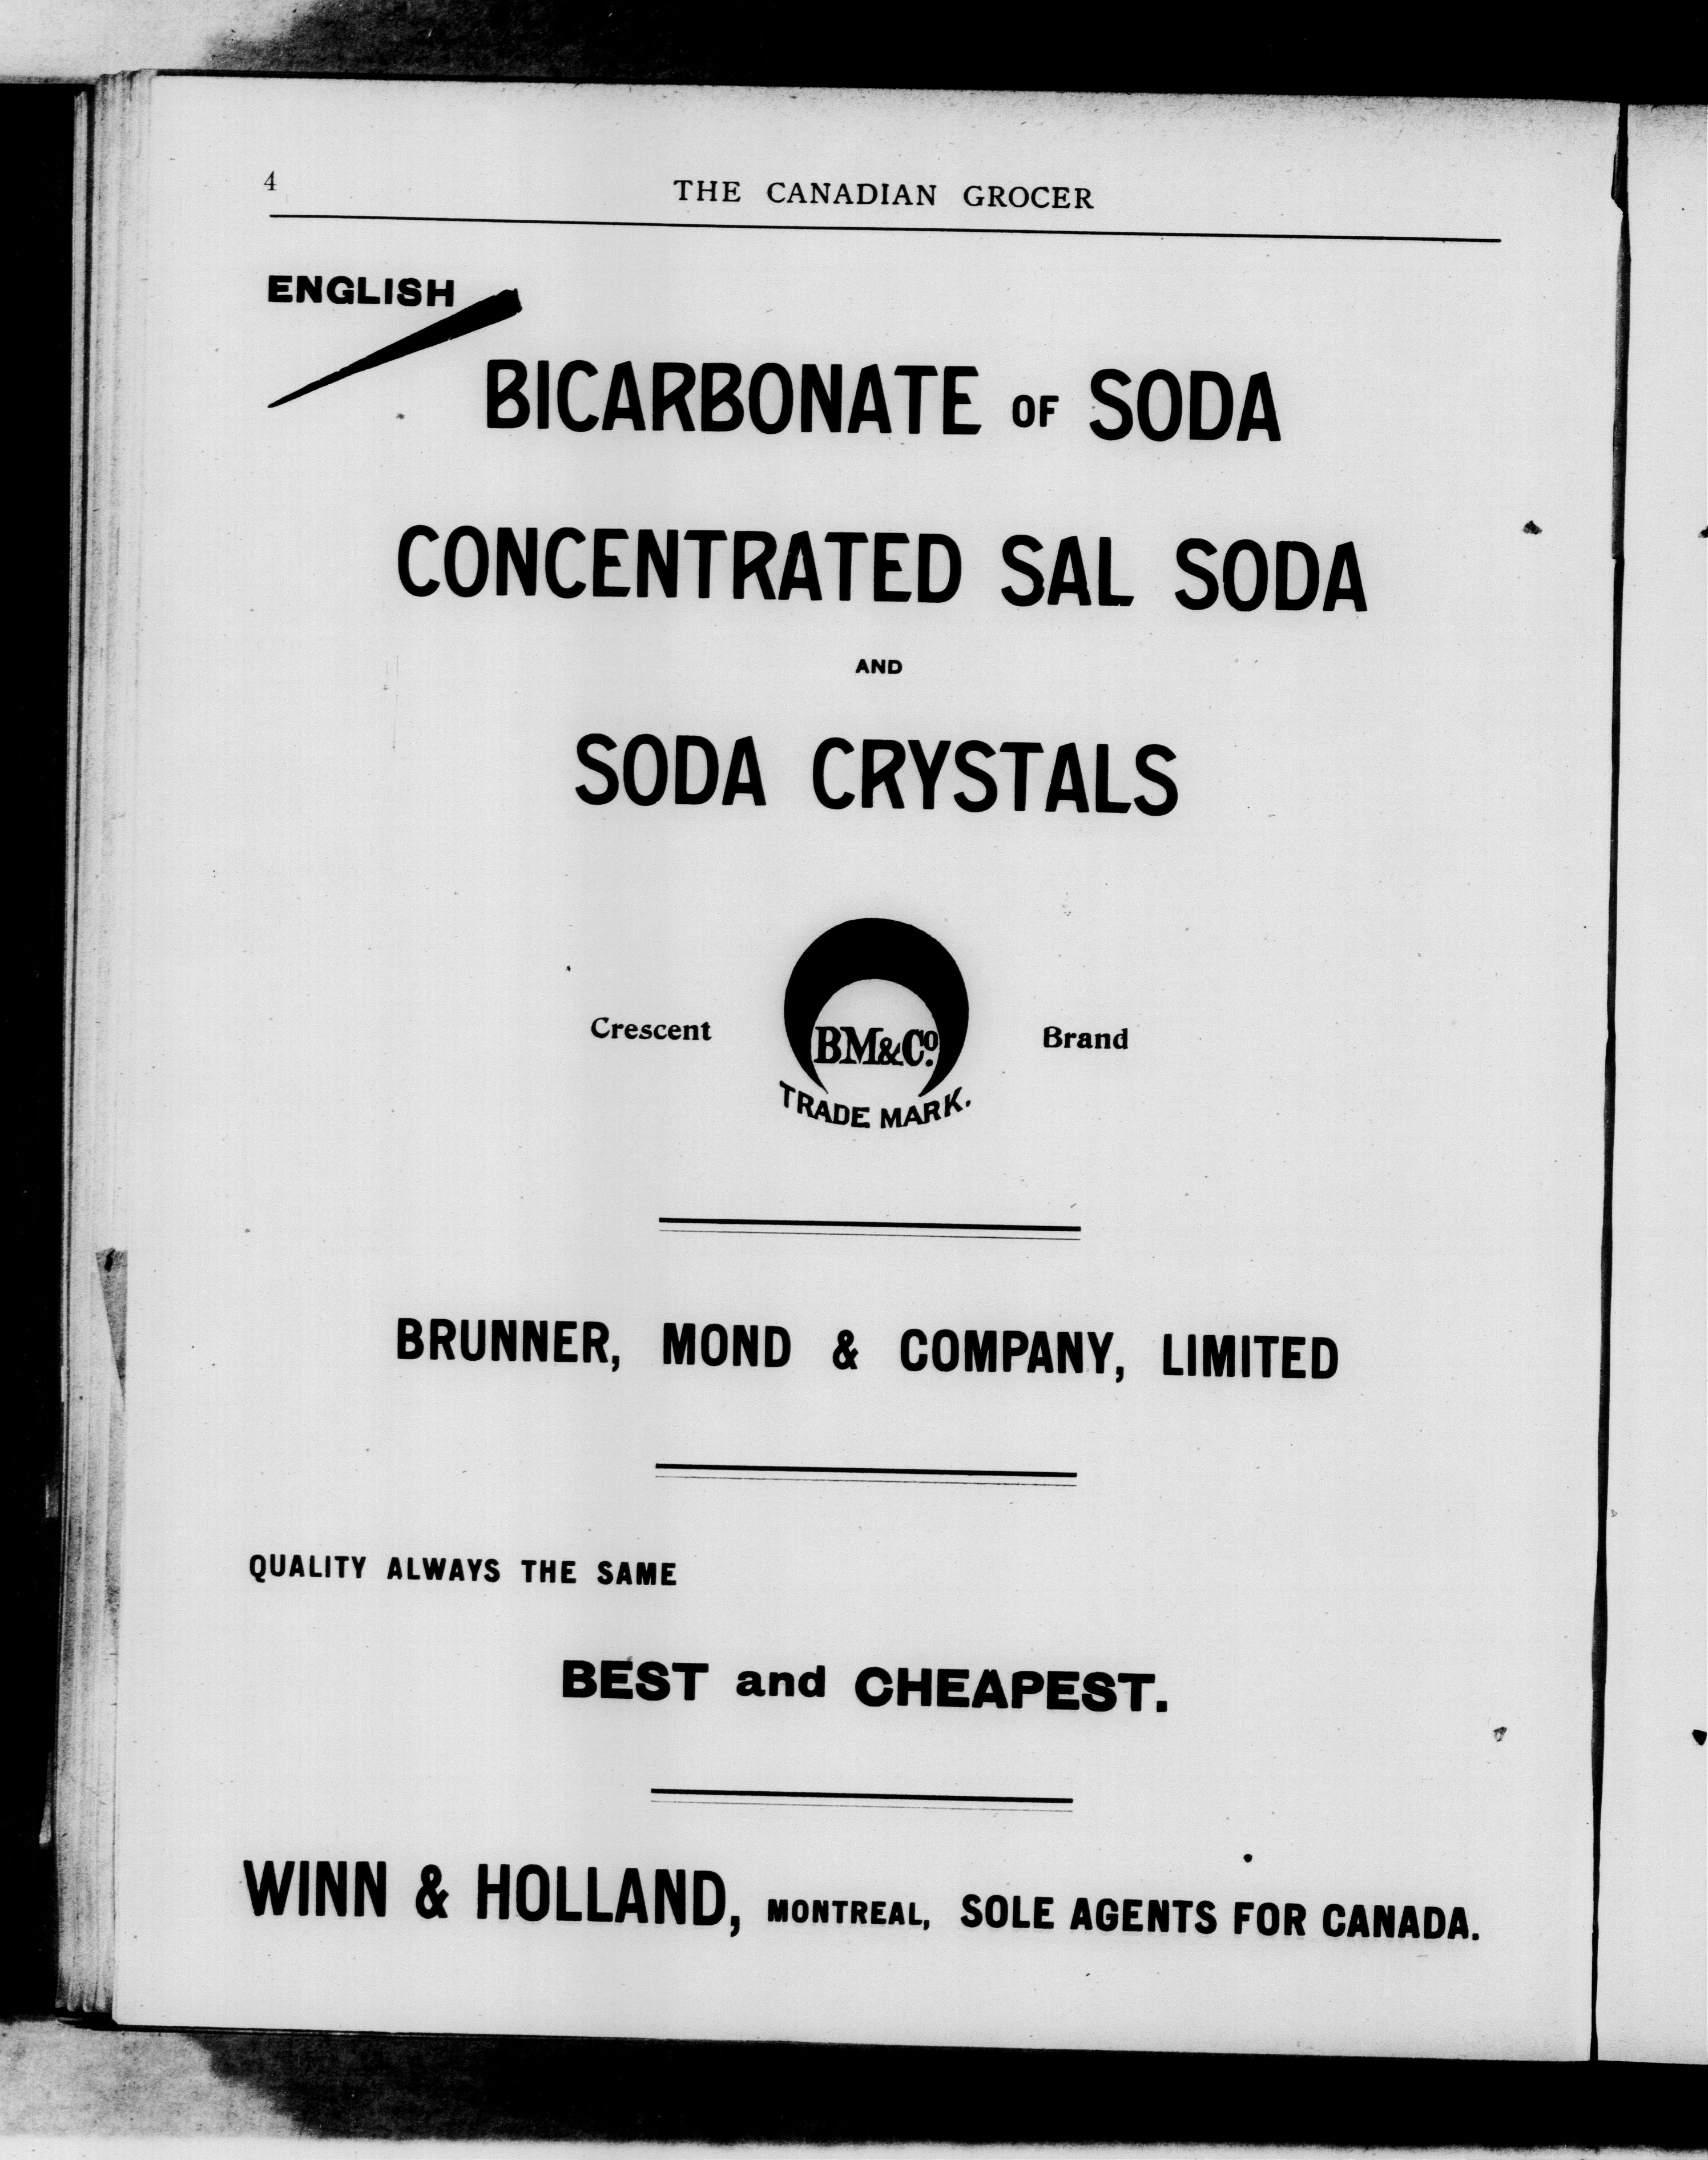 4
THE CANADIAN GROCER
ENGLISH
BICARBONATE OF SODA
CONCENTRATED SAL SODA
AND
SODA CRYSTALS
Crescent
BM&Co.
Brand
TRADE MARK.
BRUNNER, MOND & COMPANY, LIMITED
QUALITY ALWAYS THE SAME
BEST and CHEAPEST.
WINN & HOLLAND, MONTREAL, SOLE AGENTS FOR CANADA.